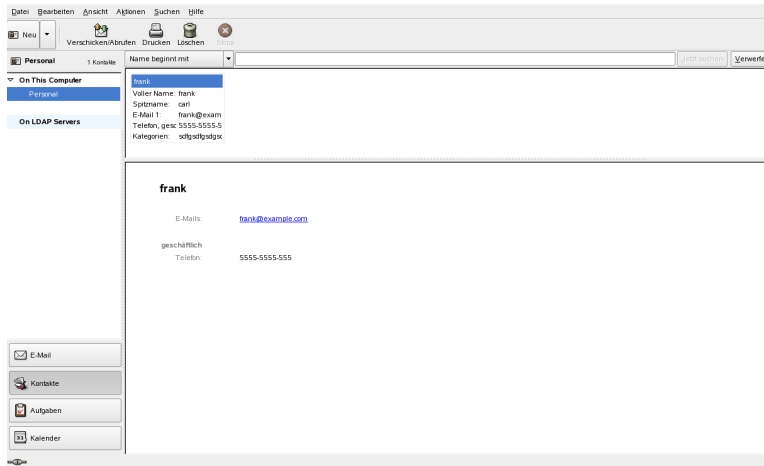 Datei Bearbeiten Ansicht Aktionen Suchen Hilfe
Neu Verschicken/Abrufen Drucken Löschen Stopp
Personal 1 Kontakte
Name beginnt mit Jetzt suchen Verwerfe
On This Computer
Personal
On LDAP Servers
frank
Voller Name: frank
Spitzname: carl
E-Mail 1: frank@exam
Telefon, gesc 5555-5555-5
Kategorien: sdfgsdfgsdgsd
frank
E-Mails: frank@example.com
geschäftlich
Telefon: 5555-5555-555
E-Mail
Kontakte
Aufgaben
31 Kalender